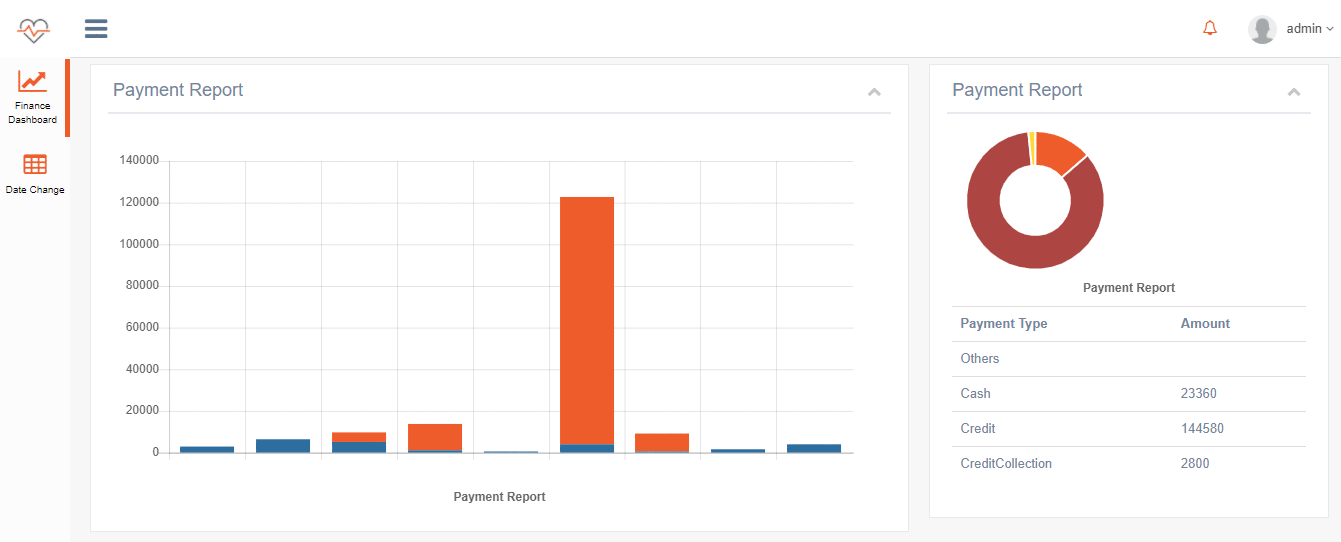 admin
Finance
Dashboard
Date Change
Payment Report
140000
120000
100000
80000
60000
40000
20000
0
Payment Report
Payment Report
Payment Report
Payment Type Amount
Others
Cash 23360
Credit 144580
CreditCollection 2800